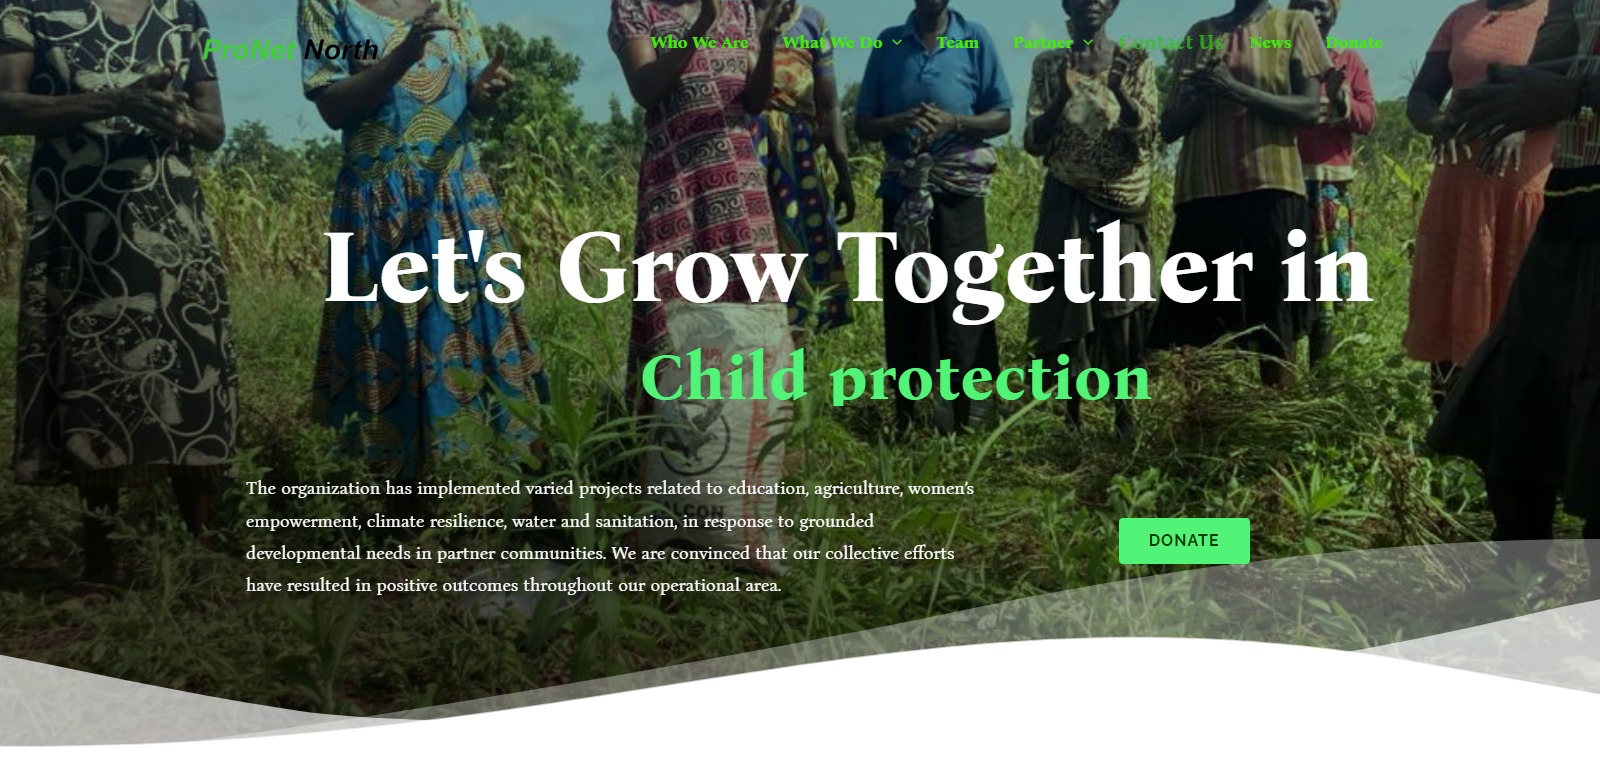 ProNet North
Who We Are
What We Do
Team
Partner
Contact Us
News
Donate
Let's Grow Together in
Child protection
The organization has implemented varied projects related to education, agriculture, women’s
empowerment, climate resilience, water and sanitation, in response to grounded
developmental needs in partner communities. We are convinced that our collective efforts
have resulted in positive outcomes throughout our operational area.
DONATE